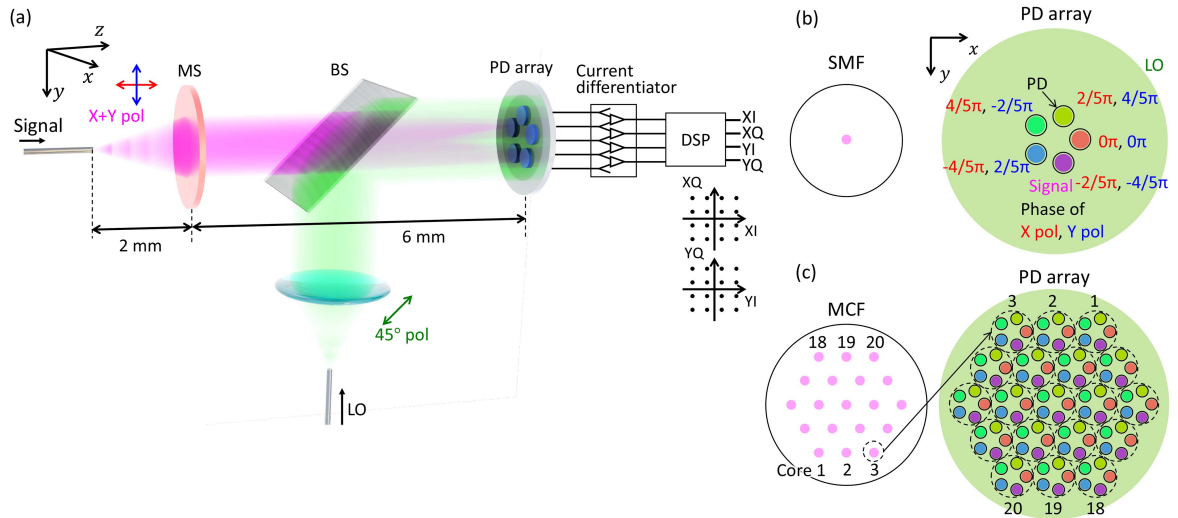 (a)
z
x
y
X+Y pol
Signal
MS
BS
PD array
Current
differentiator
DSP
XI
XQ
YI
YQ
2 mm
6 mm
45° pol
LO
XQ
XI
YQ
YI
(b)
PD array
x
y
SMF
LO
PD
4/5π, -2/5π
2/5π, 4/5π
0π, 0π
-4/5π, 2/5π
Signal
-2/5π, -4/5π
Phase of
X pol, Y pol
(c)
PD array
MCF
3 2 1
18 19 20
Core 1 2 3
20 19 18